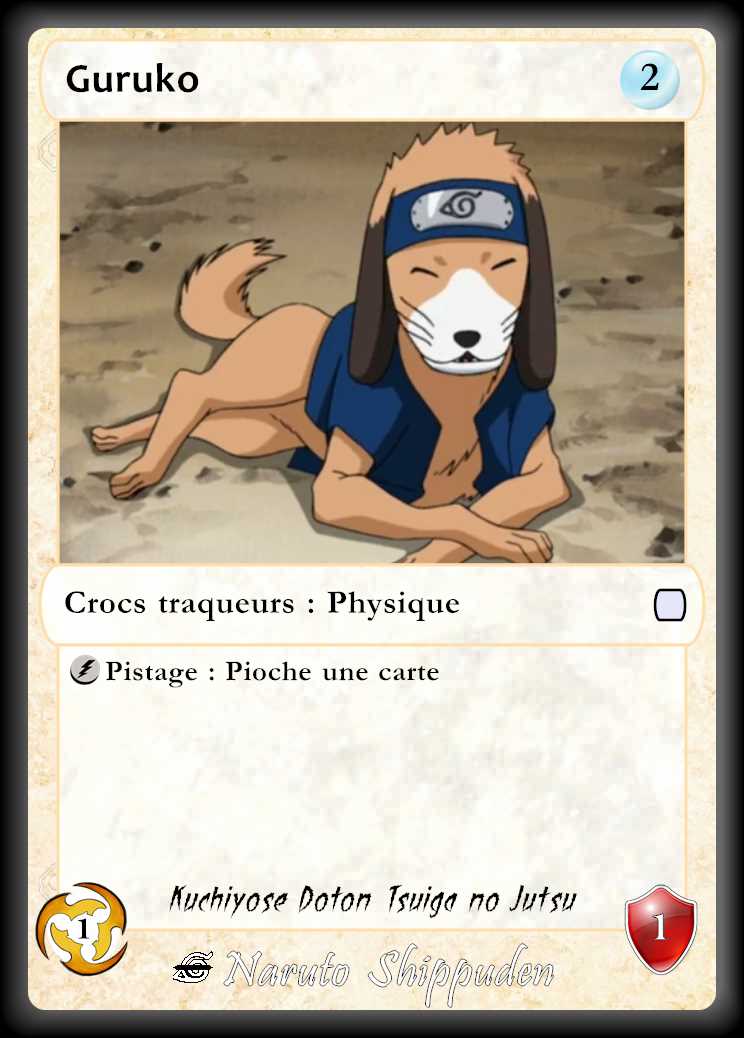 Guruko
2
Crocs traqueurs : Physique
Pistage : Pioche une carte
Kuchiyose Doton Tsuiga no Jutsu
1
1
Naruto Shippuden